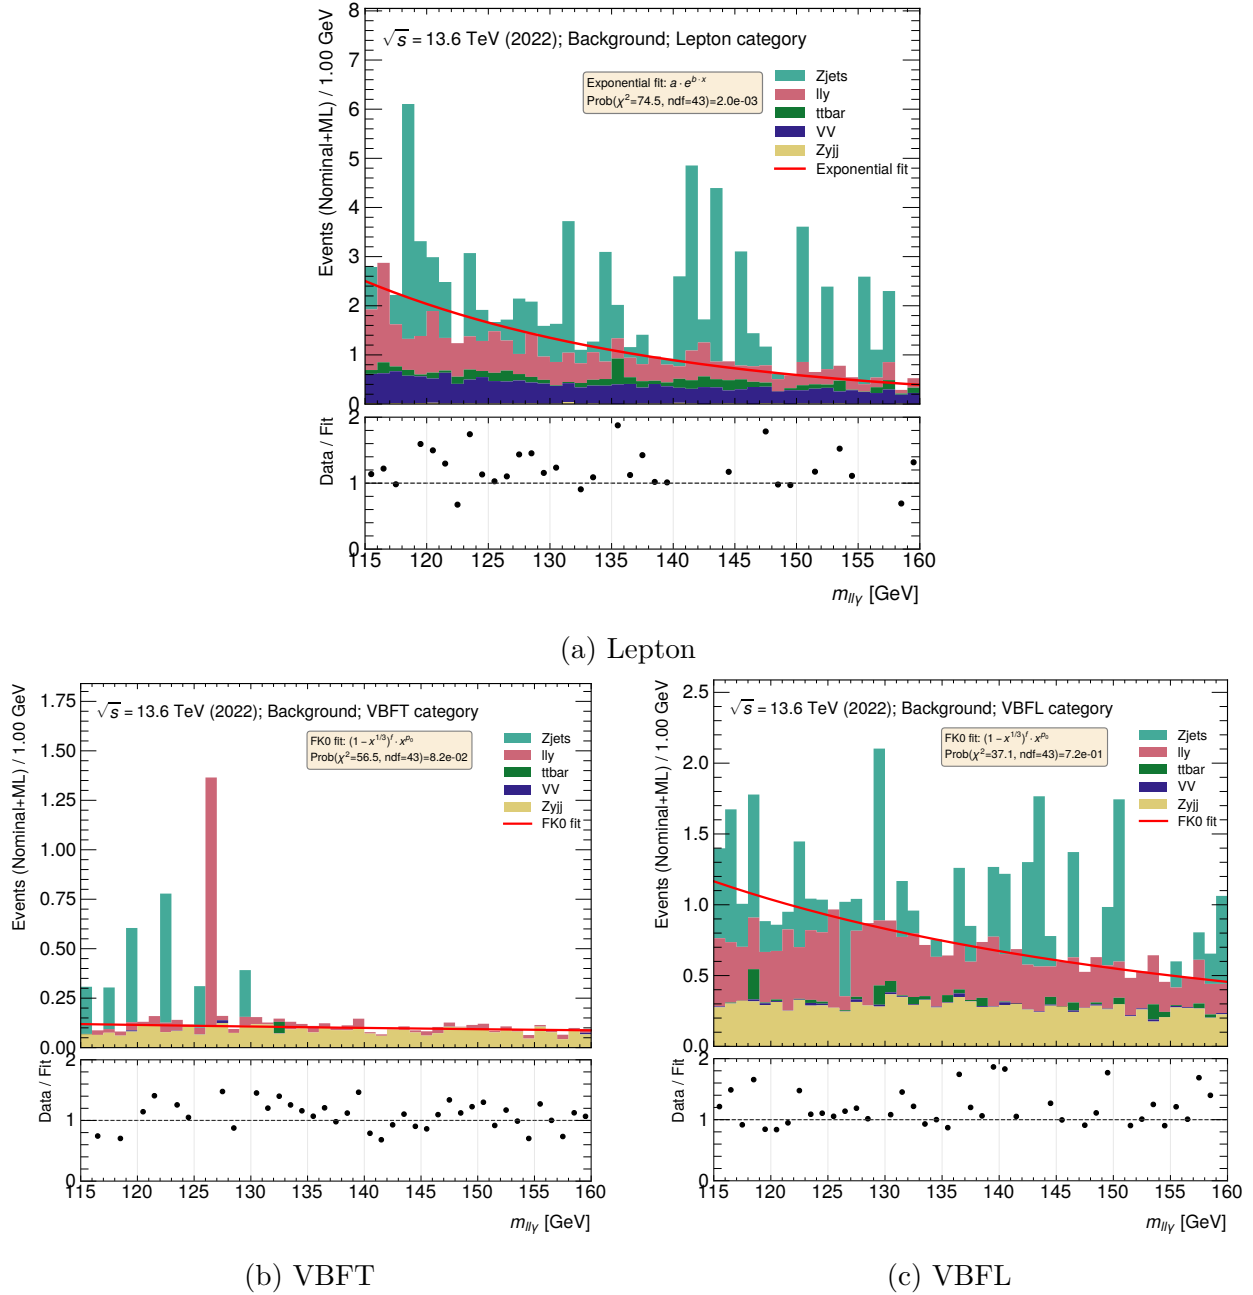 √s = 13.6 TeV (2022); Background; Lepton category
Exponential fit: a · e^{b · x}
Prob(χ²=74.5, ndf=43)=2.0e-03
Zjets
llγ
ttbar
VV
Zγjj
Exponential fit
Events (Nominal+ML) / 1.00 GeV
8
7
6
5
4
3
2
1
0
Data / Fit
2
1
0
115 120 125 130 135 140 145 150 155 160
m_{llγ} [GeV]
(a) Lepton
√s = 13.6 TeV (2022); Background; VBFT category
FK0 fit: (1 − x^{1/3})^f · x^{p₀}
Prob(χ²=56.5, ndf=43)=8.2e-02
Zjets
llγ
ttbar
VV
Zγjj
FK0 fit
Events (Nominal+ML) / 1.00 GeV
1.75
1.50
1.25
1.00
0.75
0.50
0.25
0.00
Data / Fit
2
1
0
115 120 125 130 135 140 145 150 155 160
m_{llγ} [GeV]
(b) VBFT
√s = 13.6 TeV (2022); Background; VBFL category
FK0 fit: (1 − x^{1/3})^f · x^{p₀}
Prob(χ²=37.1, ndf=43)=7.2e-01
Zjets
llγ
ttbar
VV
Zγjj
FK0 fit
Events (Nominal+ML) / 1.00 GeV
2.5
2.0
1.5
1.0
0.5
0.0
Data / Fit
2
1
0
115 120 125 130 135 140 145 150 155 160
m_{llγ} [GeV]
(c) VBFL